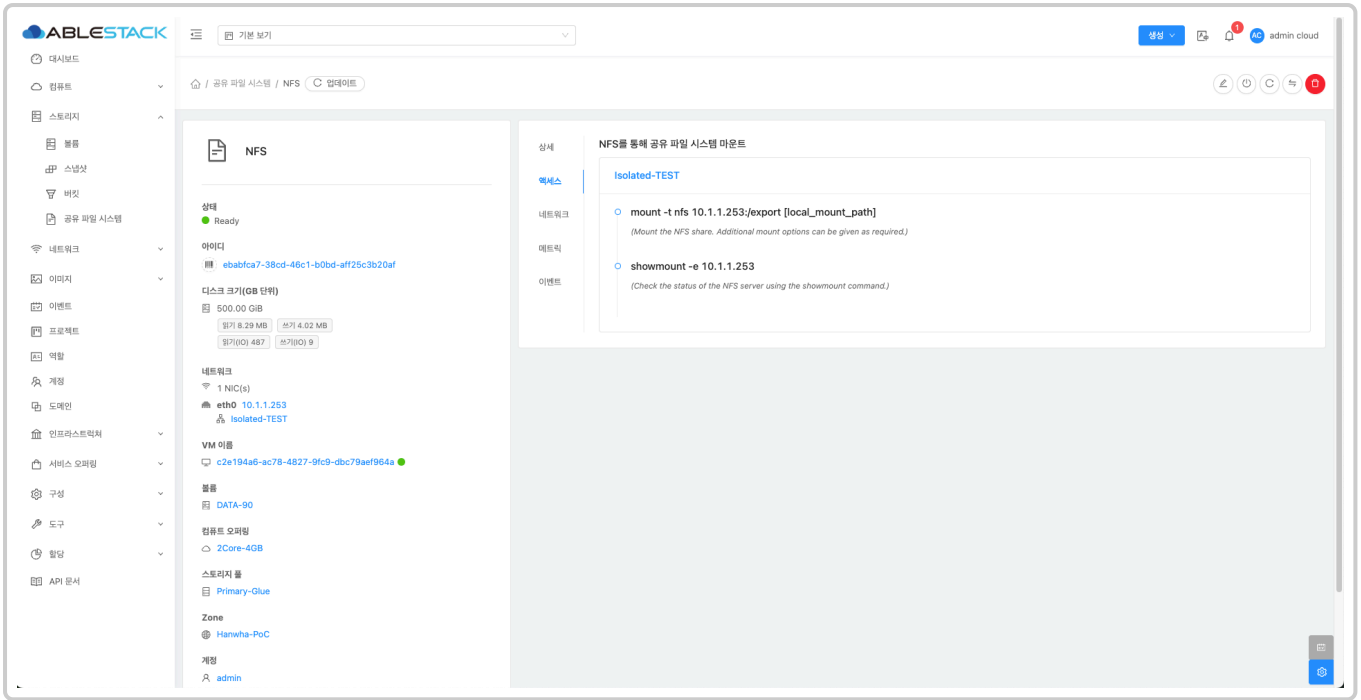 ABLESTACK
기본 보기
생성
1
AC admin cloud
/ 공유 파일 시스템 / NFS 업데이트
대시보드
컴퓨트
스토리지
볼륨
스냅샷
버킷
공유 파일 시스템
네트워크
이미지
이벤트
프로젝트
역할
계정
도메인
인프라스트럭쳐
서비스 오퍼링
구성
도구
할당
API 문서
NFS
상태
Ready
아이디
ebabfca7-38cd-46c1-b0bd-aff25c3b20af
디스크 크기(GB 단위)
500.00 GiB
읽기 8.29 MB 쓰기 4.02 MB
읽기(IO) 487 쓰기(IO) 9
네트워크
1 NIC(s)
eth0 10.1.1.253
Isolated-TEST
VM 이름
c2e194a6-ac78-4827-9fc9-dbc79aef964a
볼륨
DATA-90
컴퓨트 오퍼링
2Core-4GB
스토리지 풀
Primary-Glue
Zone
Hanwha-PoC
계정
admin
상세
액세스
네트워크
메트릭
이벤트
NFS를 통해 공유 파일 시스템 마운트
Isolated-TEST
mount -t nfs 10.1.1.253:/export [local_mount_path]
(Mount the NFS share. Additional mount options can be given as required.)
showmount -e 10.1.1.253
(Check the status of the NFS server using the showmount command.)